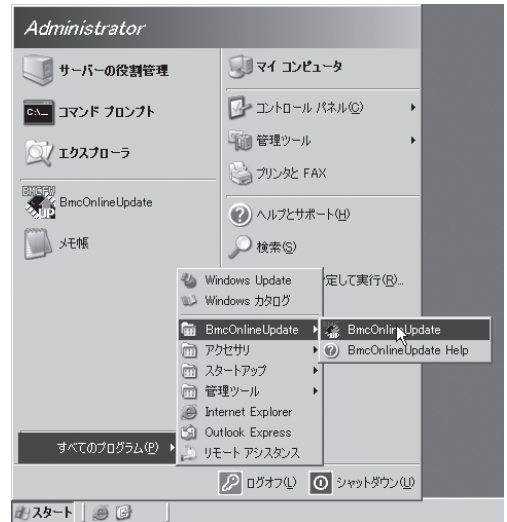 Administrator
サーバーの役割管理
コマンド プロンプト
エクスプローラ
BmcOnlineUpdate
メモ帳
マイ コンピュータ
コントロール パネル(C)
管理ツール
プリンタと FAX
ヘルプとサポート(H)
検索(S)
定して実行(R)...
Windows Update
Windows カタログ
BmcOnlineUpdate
アクセサリ
スタートアップ
管理ツール
Internet Explorer
Outlook Express
リモート アシスタンス
BmcOnlineUpdate
BmcOnlineUpdate Help
すべてのプログラム(P)
ログオフ(L)
シャットダウン(U)
スタート